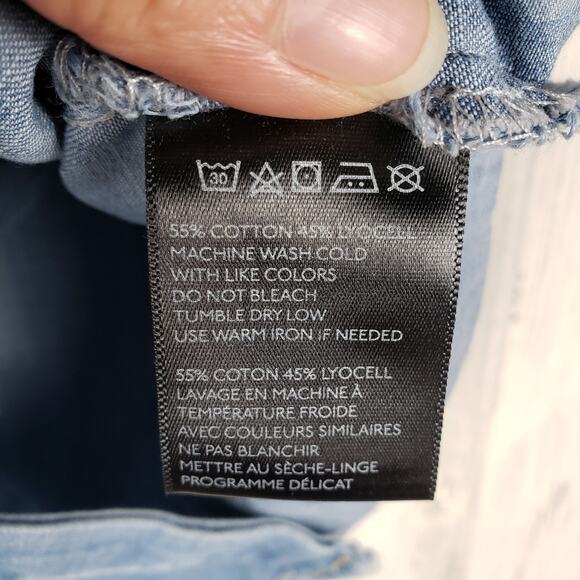 30
55% COTTON 45% LYOCELL
MACHINE WASH COLD
WITH LIKE COLORS
DO NOT BLEACH
TUMBLE DRY LOW
USE WARM IRON IF NEEDED
55% COTON 45% LYOCELL
LAVAGE EN MACHINE À
TEMPÉRATURE FROIDE
AVEC COULEURS SIMILAIRES
NE PAS BLANCHIR
METTRE AU SÈCHE-LINGE
PROGRAMME DÉLICAT